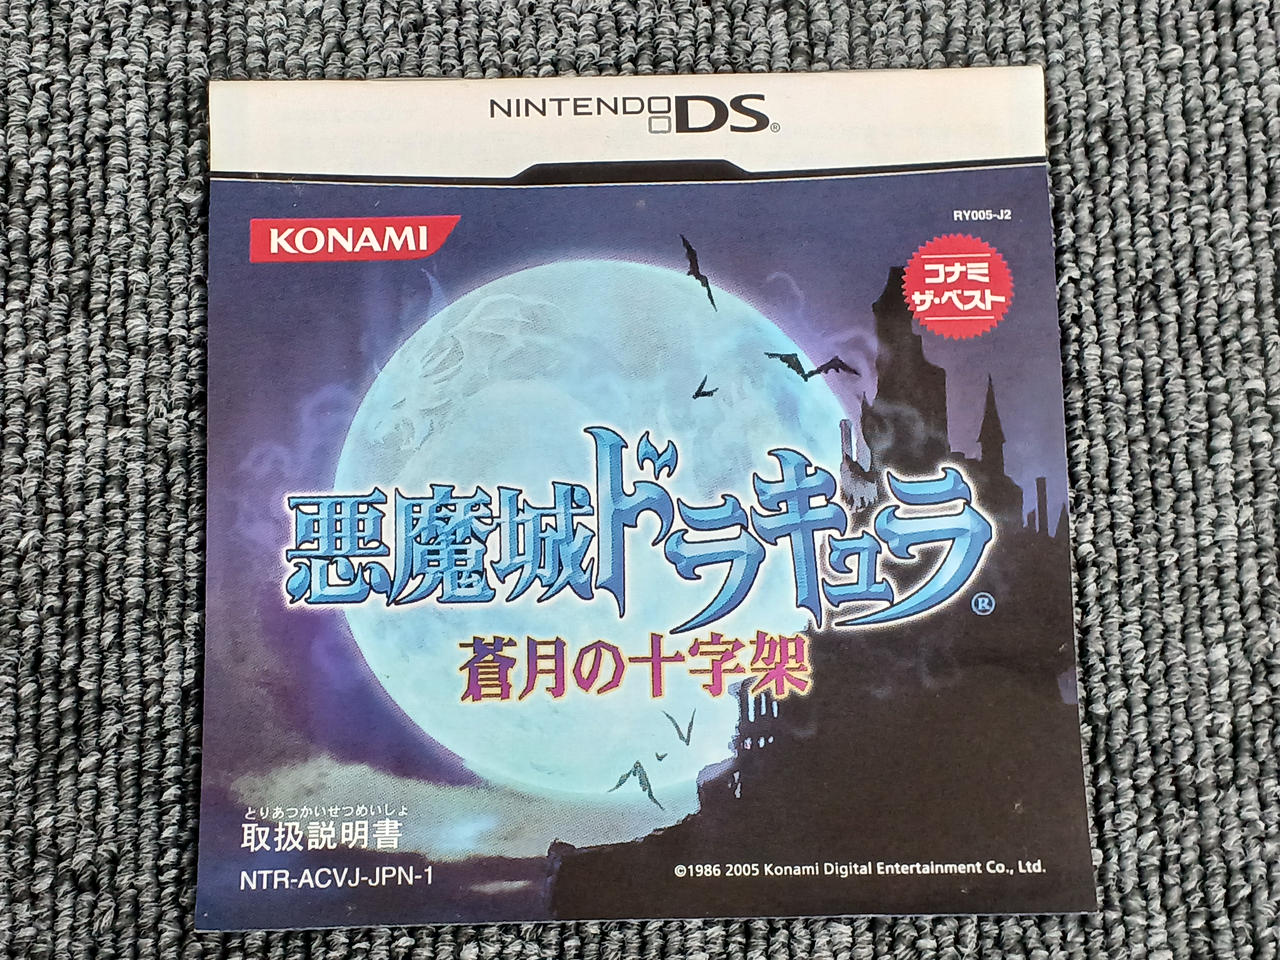 NINTENDO DS®
RY005-J2
KONAMI
コナミ
ザ・ベスト
悪魔城ドラキュラ®
蒼月の十字架
とりあつかいせつめいしょ
取扱説明書
NTR-ACVJ-JPN-1
©1986 2005 Konami Digital Entertainment Co., Ltd.